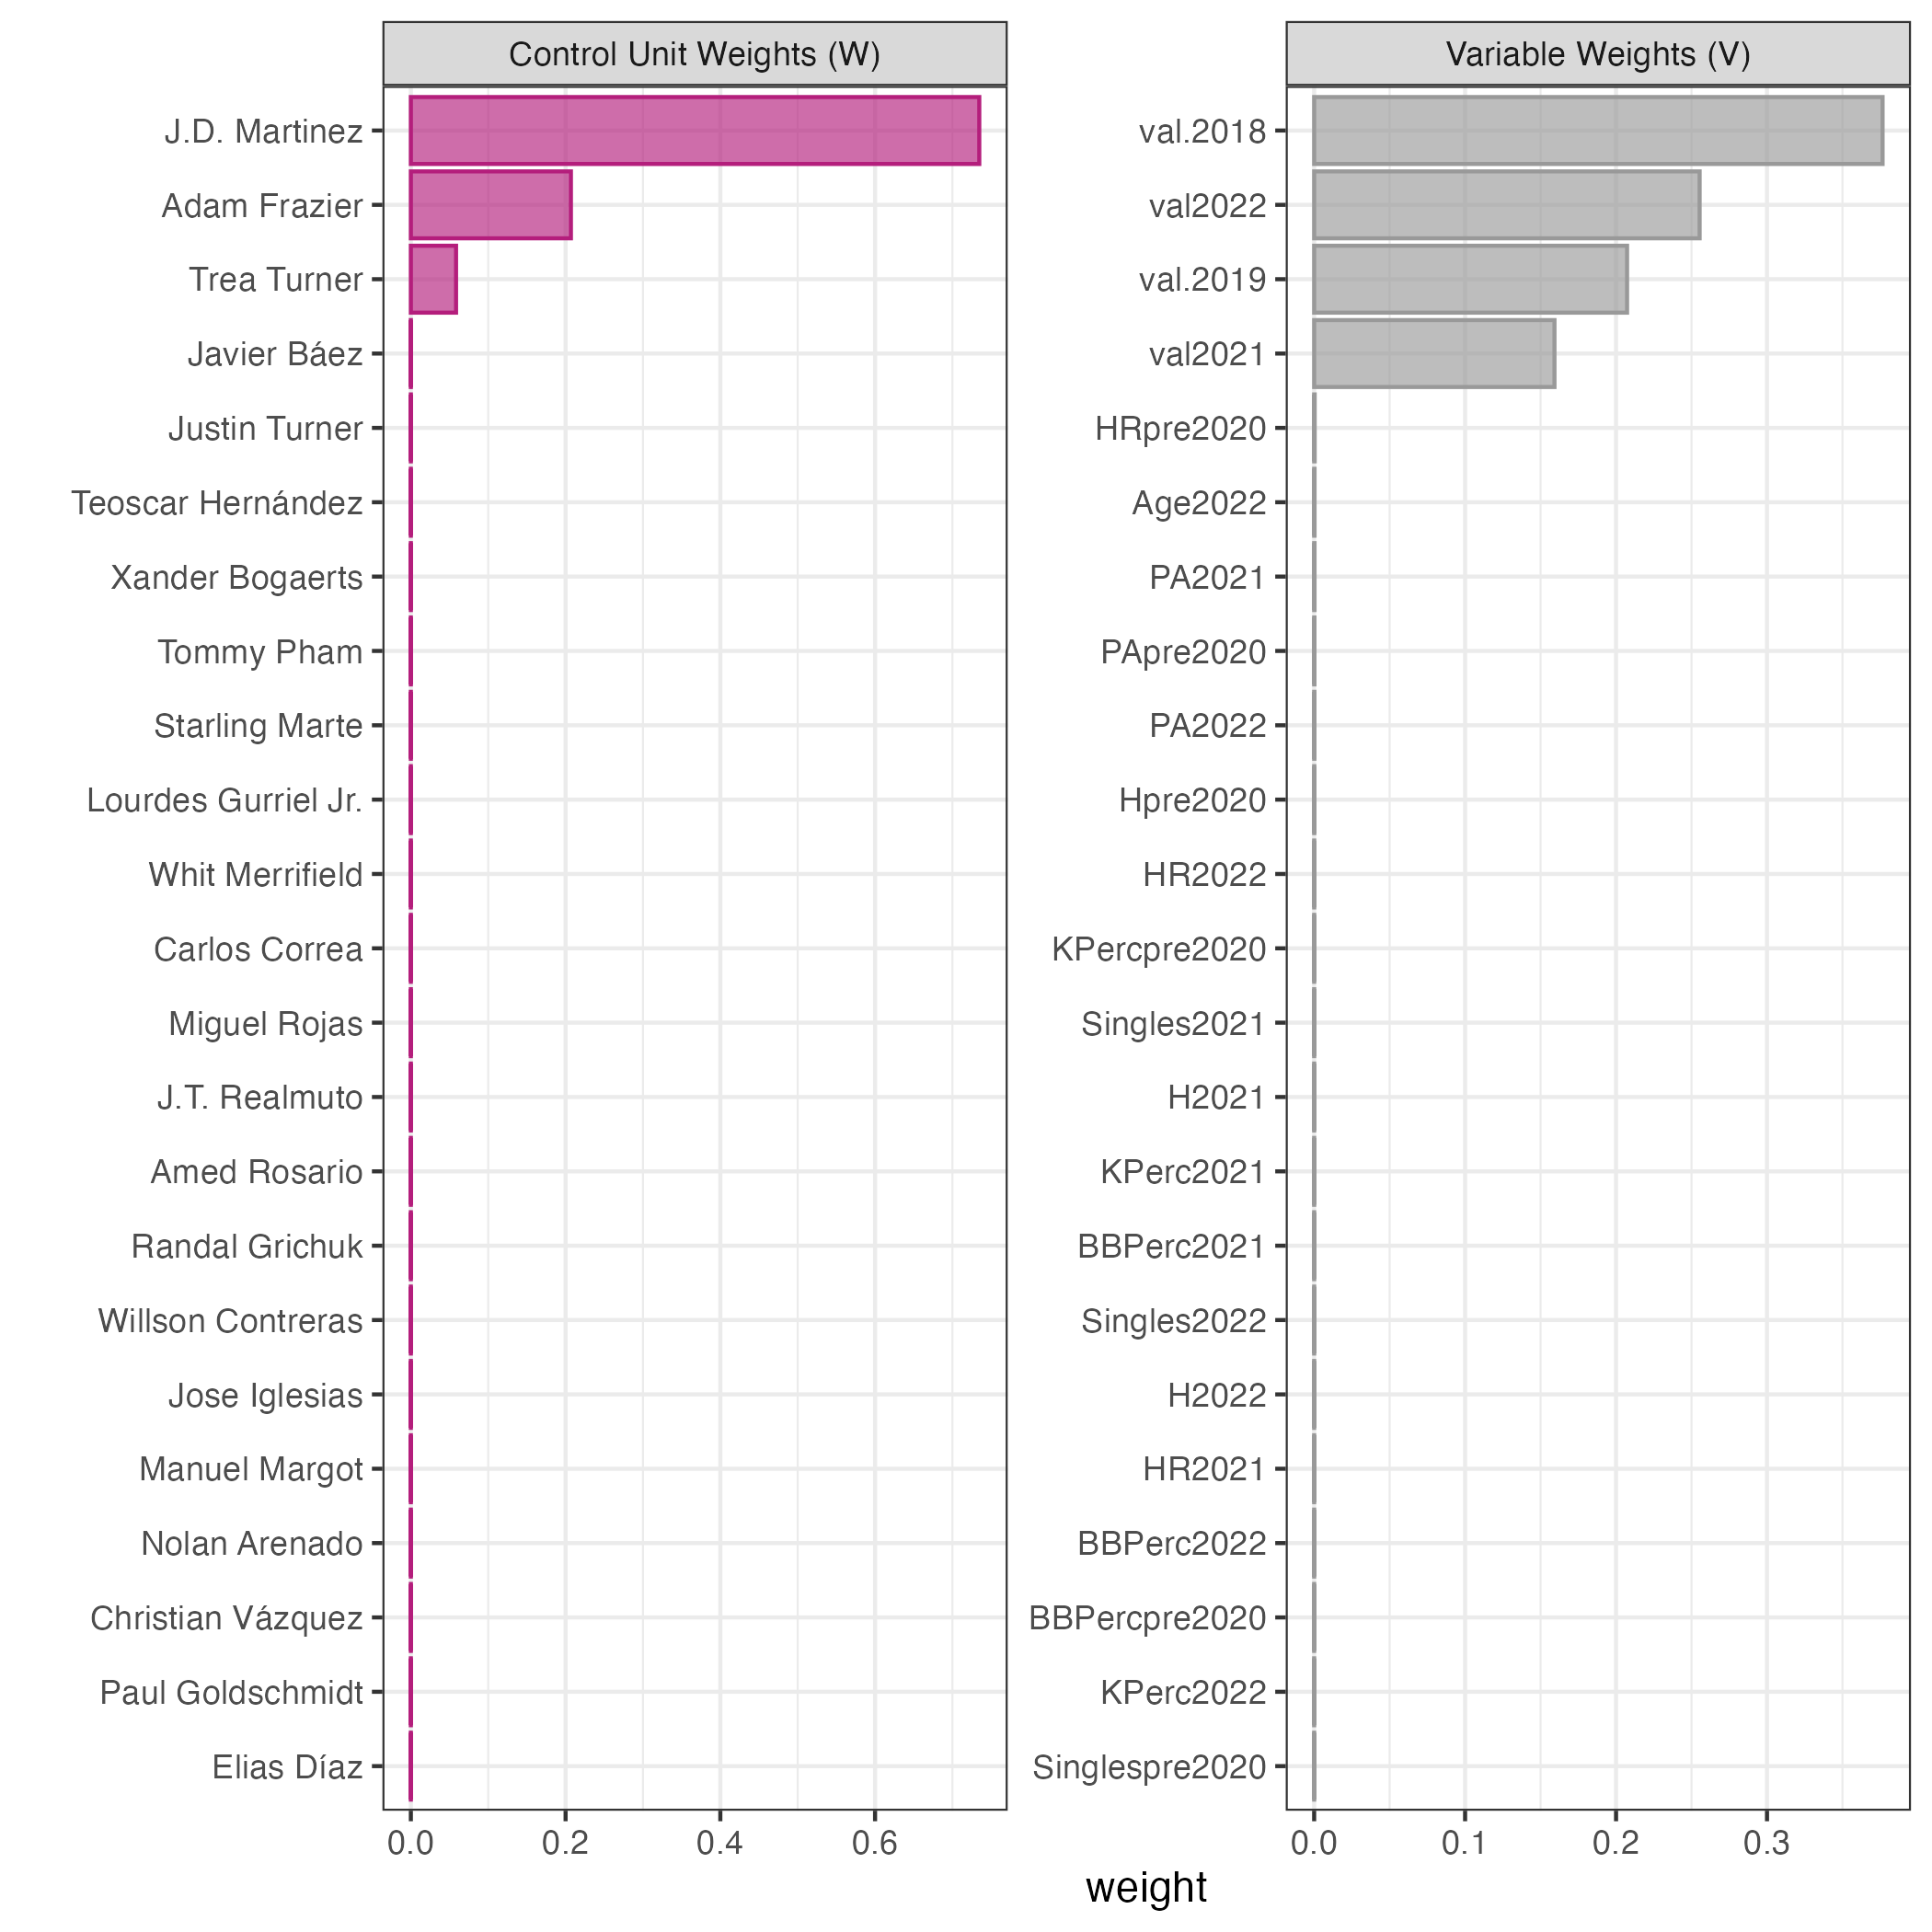 Control Unit Weights (W)
J.D. Martinez
Adam Frazier
Trea Turner
Javier Báez
Justin Turner
Teoscar Hernández
Xander Bogaerts
Tommy Pham
Starling Marte
Lourdes Gurriel Jr.
Whit Merrifield
Carlos Correa
Miguel Rojas
J.T. Realmuto
Amed Rosario
Randal Grichuk
Willson Contreras
Jose Iglesias
Manuel Margot
Nolan Arenado
Christian Vázquez
Paul Goldschmidt
Elias Díaz
0.0 0.2 0.4 0.6
Variable Weights (V)
val.2018
val2022
val.2019
val2021
HRpre2020
Age2022
PA2021
PApre2020
PA2022
Hpre2020
HR2022
KPercpre2020
Singles2021
H2021
KPerc2021
BBPerc2021
Singles2022
H2022
HR2021
BBPerc2022
BBPercpre2020
KPerc2022
Singlespre2020
0.0 0.1 0.2 0.3
weight